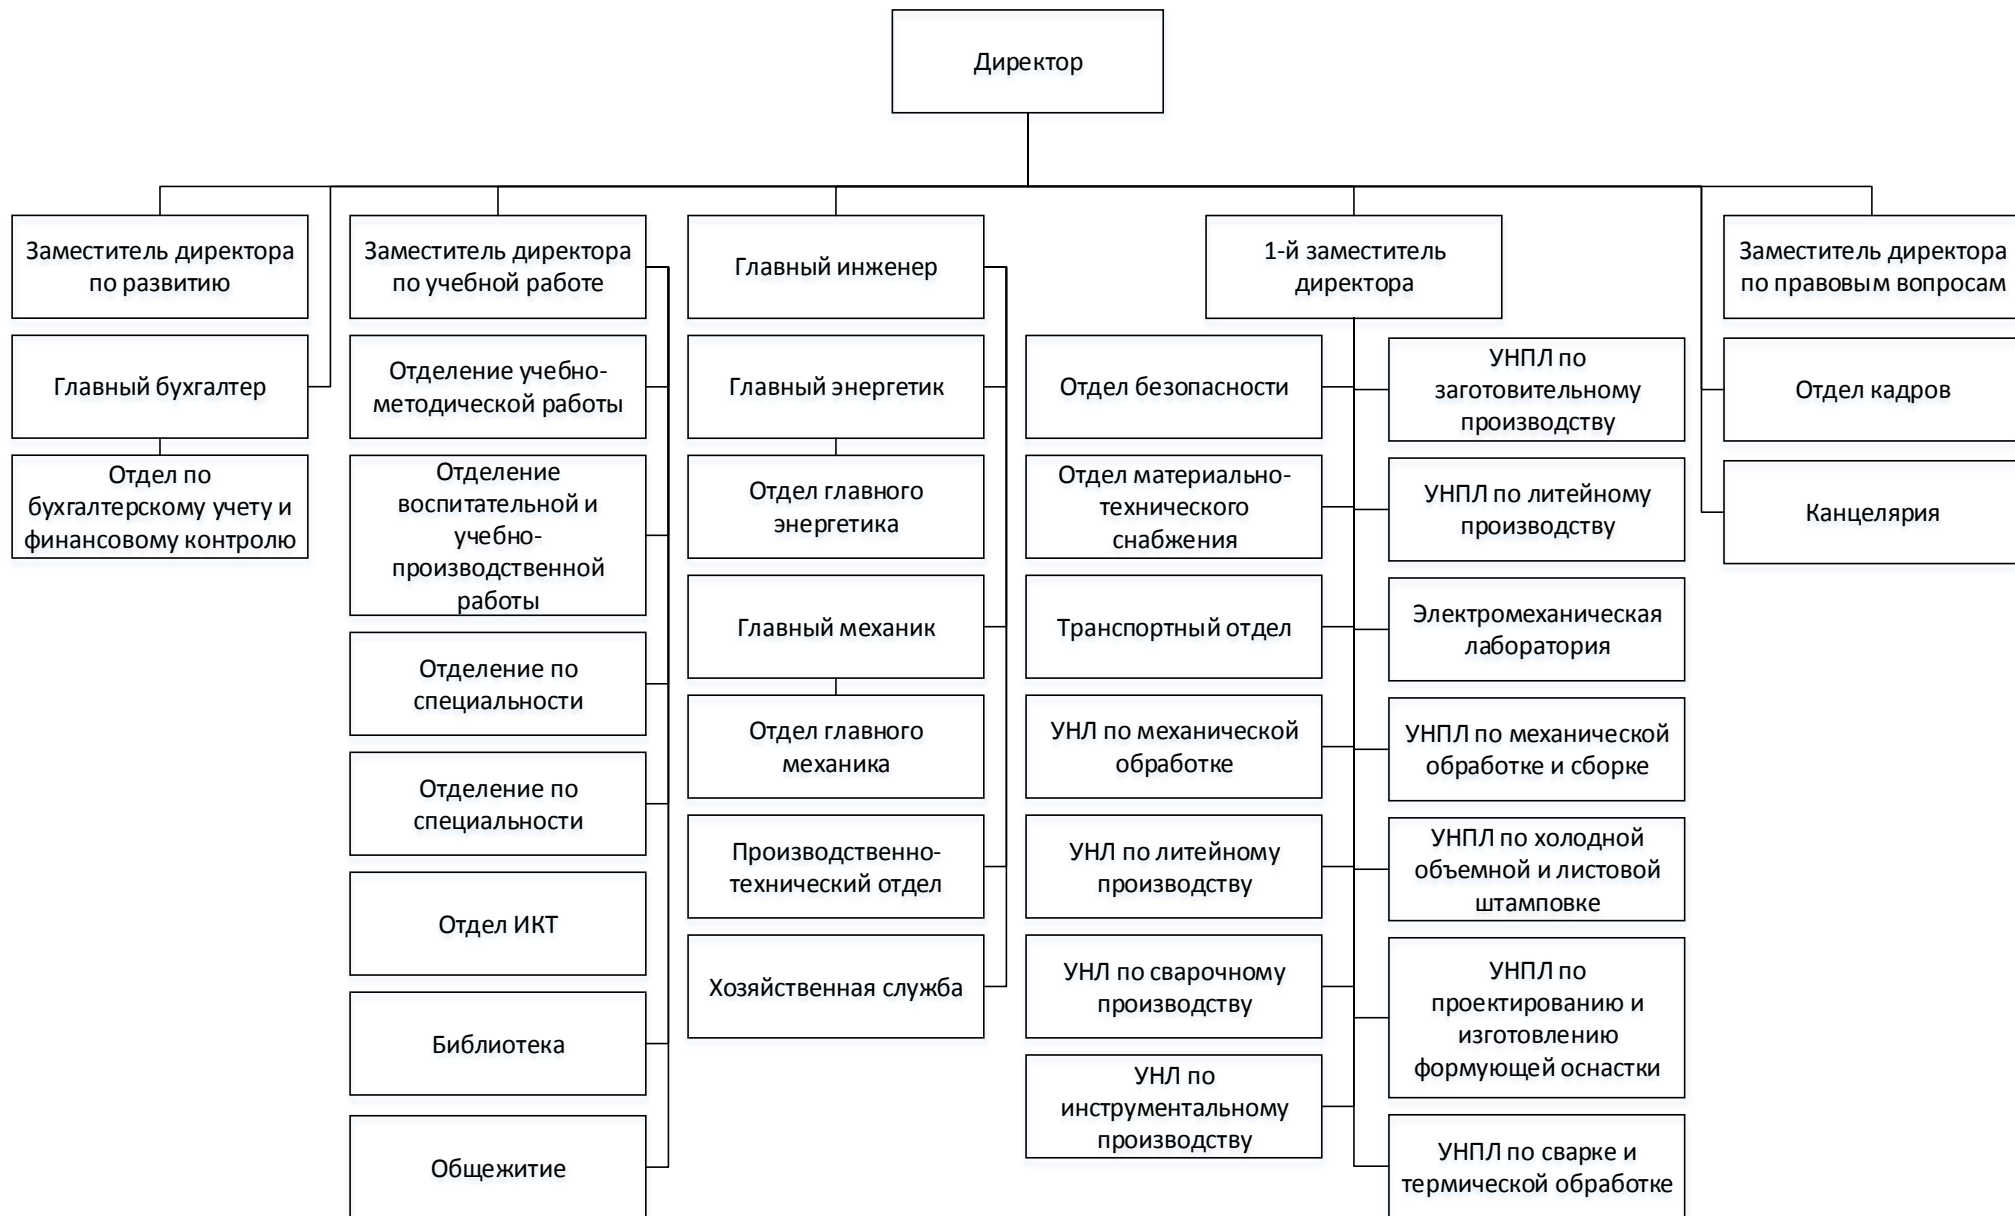 Директор
Заместитель директора
по развитию
Главный бухгалтер
Отдел по
бухгалтерскому учету и
финансовому контролю
Заместитель директора
по учебной работе
Отделение учебно-
методической работы
Отделение
воспитательной и
учебно-
производственной
работы
Отделение по
специальности
Отделение по
специальности
Отдел ИКТ
Библиотека
Общежитие
Главный инженер
Главный энергетик
Отдел главного
энергетика
Главный механик
Отдел главного
механика
Производственно-
технический отдел
Хозяйственная служба
1-й заместитель
директора
Отдел безопасности
Отдел материально-
технического
снабжения
Транспортный отдел
УНЛ по механической
обработке
УНЛ по литейному
производству
УНЛ по сварочному
производству
УНЛ по
инструментальному
производству
УНПЛ по
заготовительному
производству
УНПЛ по литейному
производству
Электромеханическая
лаборатория
УНПЛ по механической
обработке и сборке
УНПЛ по холодной
объемной и листовой
штамповке
УНПЛ по
проектированию и
изготовлению
формующей оснастки
УНПЛ по сварке и
термической обработке
Заместитель директора
по правовым вопросам
Отдел кадров
Канцелярия